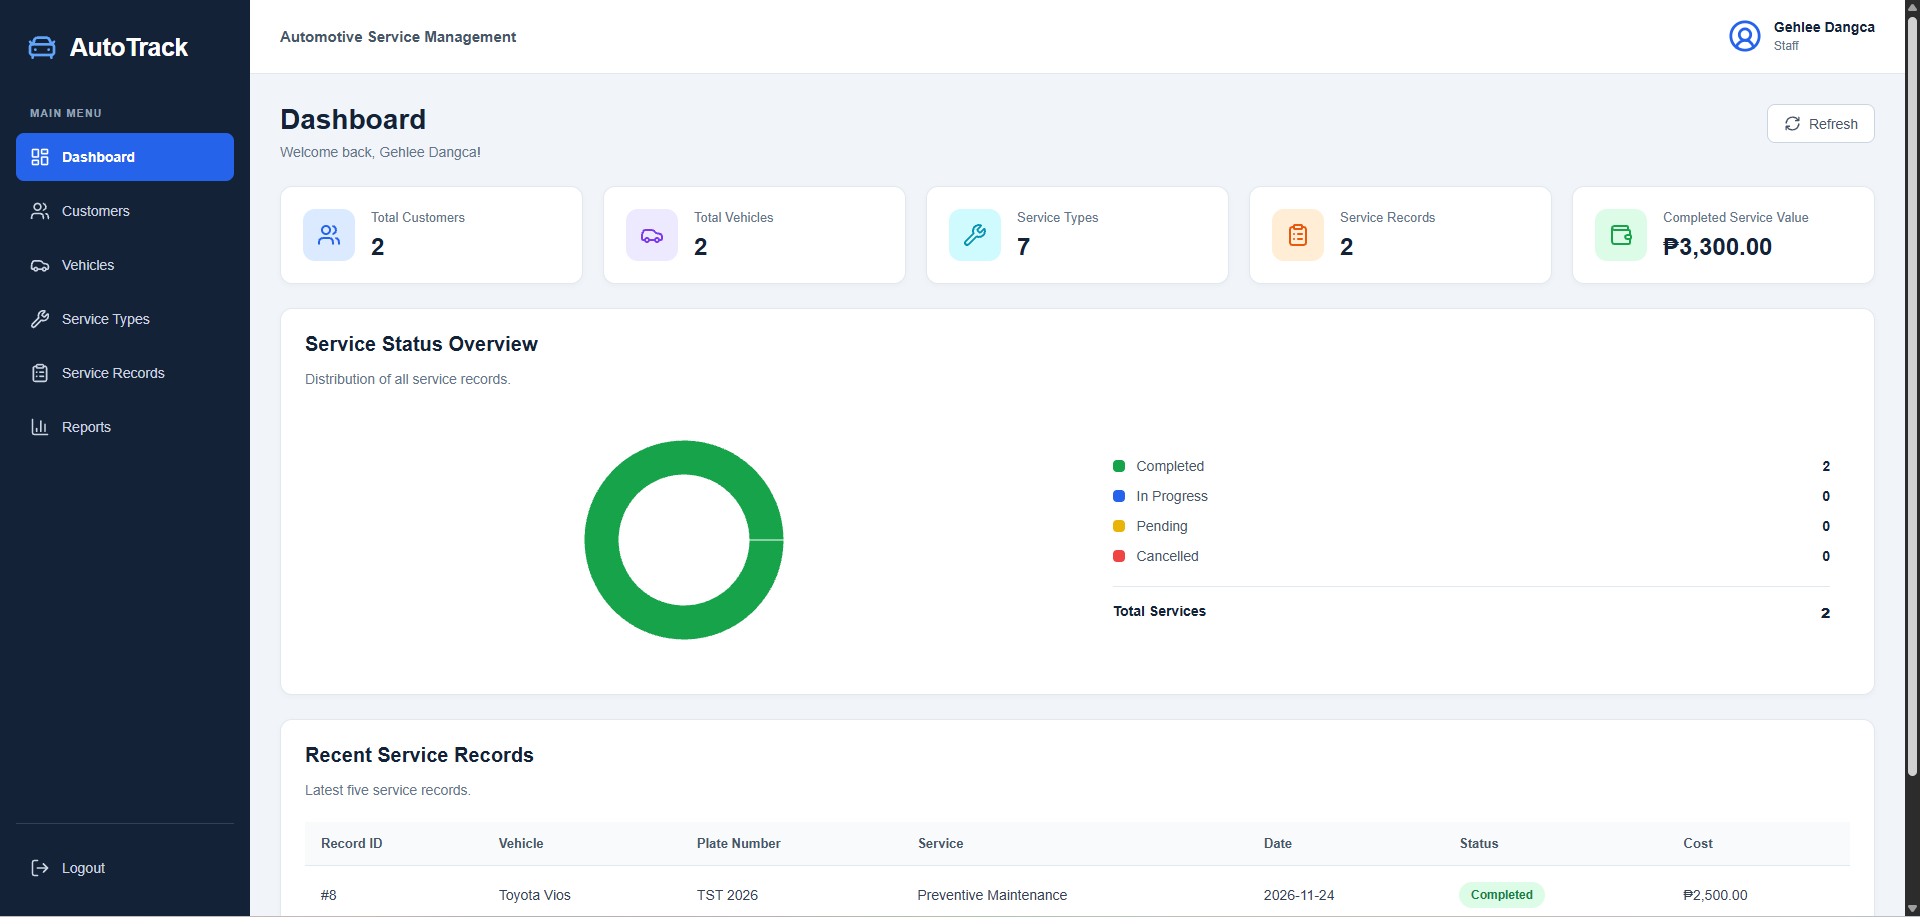 AutoTrack
MAIN MENU
Dashboard
Customers
Vehicles
Service Types
Service Records
Reports
Logout
Automotive Service Management
Gehlee Dangca
Staff
Dashboard
Welcome back, Gehlee Dangca!
Refresh
Total Customers
2
Total Vehicles
2
Service Types
7
Service Records
2
Completed Service Value
₱3,300.00
Service Status Overview
Distribution of all service records.
Completed 2
In Progress 0
Pending 0
Cancelled 0
Total Services 2
Recent Service Records
Latest five service records.
Record ID Vehicle Plate Number Service Date Status Cost
#8 Toyota Vios TST 2026 Preventive Maintenance 2026-11-24 Completed ₱2,500.00